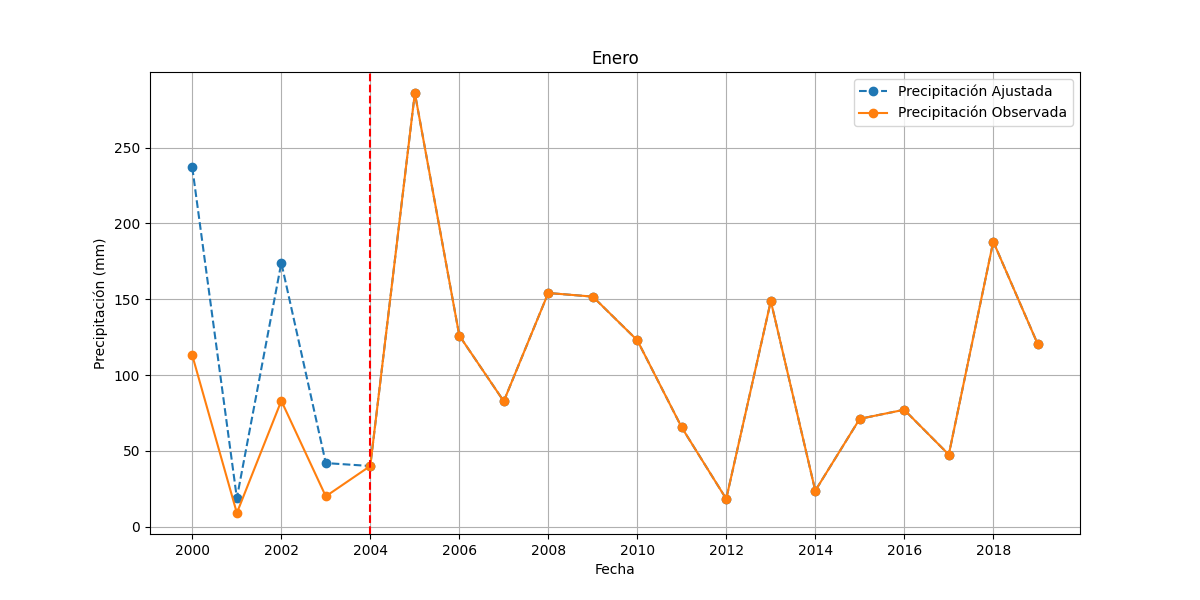 Enero
Precipitación Ajustada
Precipitación Observada
Precipitación (mm)
250
200
150
100
50
0
2000 2002 2004 2006 2008 2010 2012 2014 2016 2018
Fecha